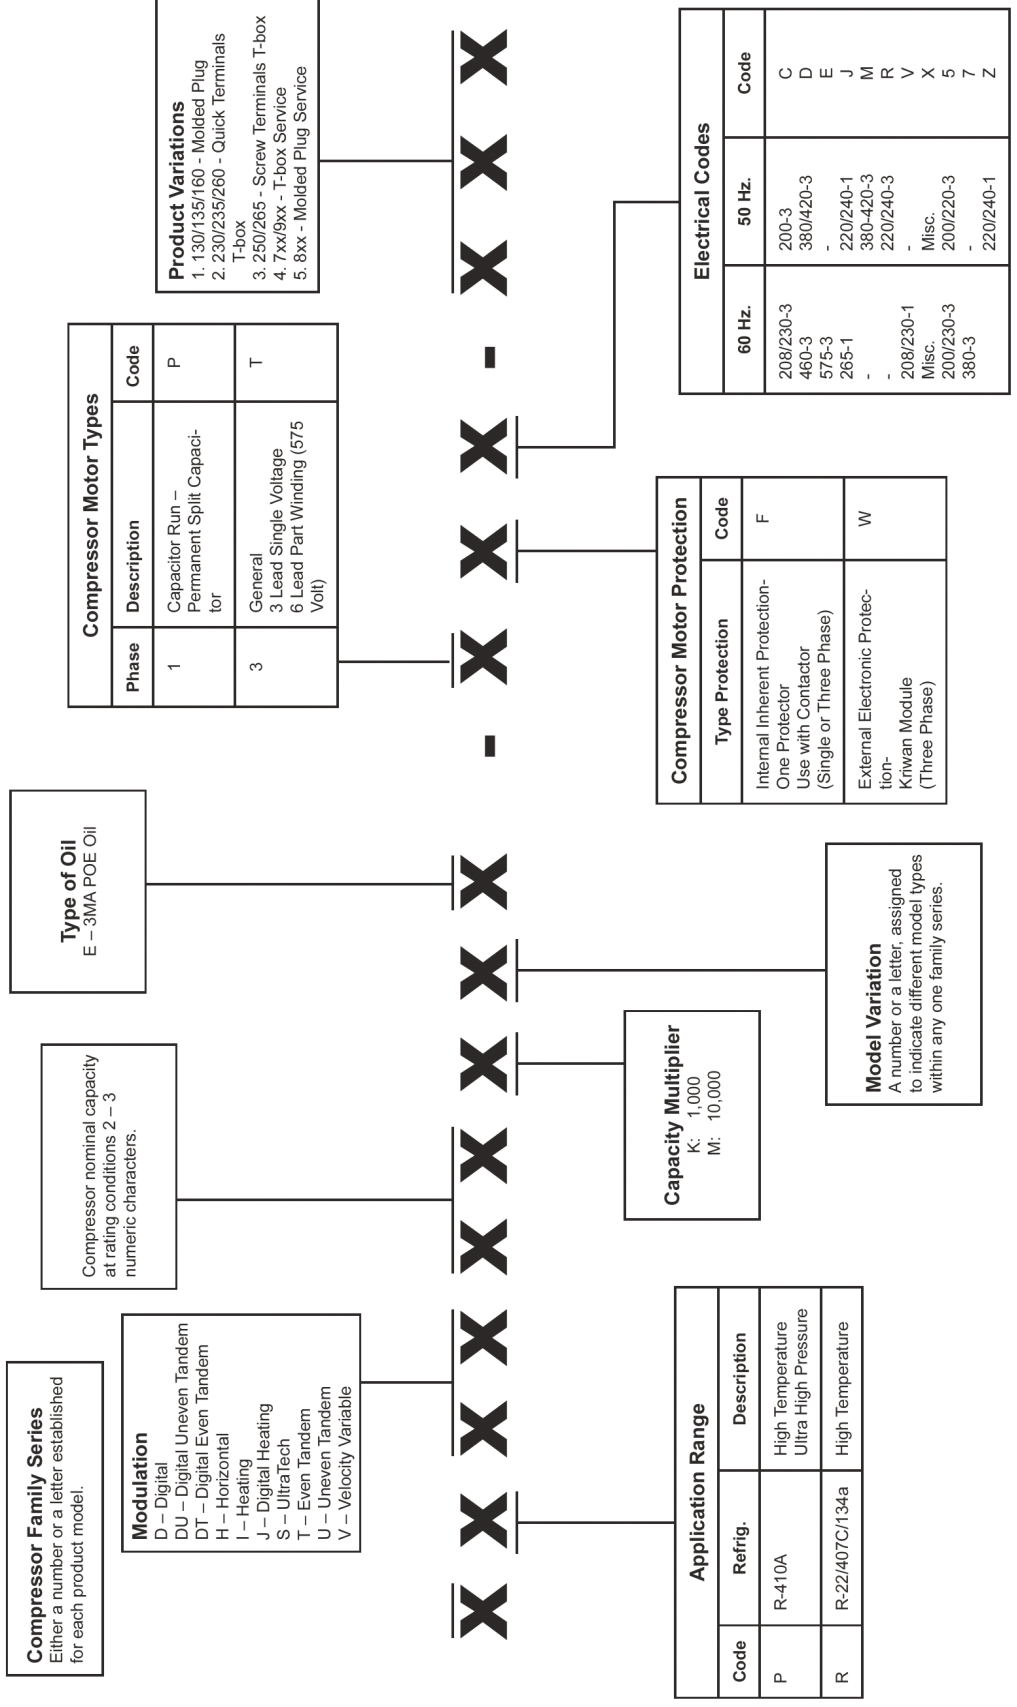 Compressor Family Series
Either a number or a letter established
for each product model.
Modulation
D – Digital
DU – Digital Uneven Tandem
DT – Digital Even Tandem
H – Horizontal
I – Heating
J – Digital Heating
S – UltraTech
T – Even Tandem
U – Uneven Tandem
V – Velocity Variable
Compressor nominal capacity
at rating conditions 2 – 3
numeric characters.
Type of Oil
E – 3MA POE Oil
Compressor Motor Types
Phase Description Code
1 Capacitor Run – P
Permanent Split Capaci-
tor
3 General T
3 Lead Single Voltage
6 Lead Part Winding (575
Volt)
Product Variations
1. 130/135/160 - Molded Plug
2. 230/235/260 - Quick Terminals
T-box
3. 250/265 - Screw Terminals T-box
4. 7xx/9xx - T-box Service
5. 8xx - Molded Plug Service
X X X X X X X X X - X X X - X X X
Application Range
Code Refrig. Description
P R-410A High Temperature
Ultra High Pressure
R R-22/407C/134a High Temperature
Capacity Multiplier
K: 1,000
M: 10,000
Model Variation
A number or a letter, assigned
to indicate different model types
within any one family series.
Compressor Motor Protection
Type Protection Code
Internal Inherent Protection- F
One Protector
Use with Contactor
(Single or Three Phase)
External Electronic Protec- W
tion-
Kriwan Module
(Three Phase)
Electrical Codes
60 Hz. 50 Hz. Code
208/230-3 200-3 C
460-3 380/420-3 D
575-3 - E
265-1 220/240-1 J
- 380-420-3 M
- 220/240-3 R
208/230-1 - V
Misc. Misc. X
200/230-3 200/220-3 5
380-3 - 7
220/240-1 Z